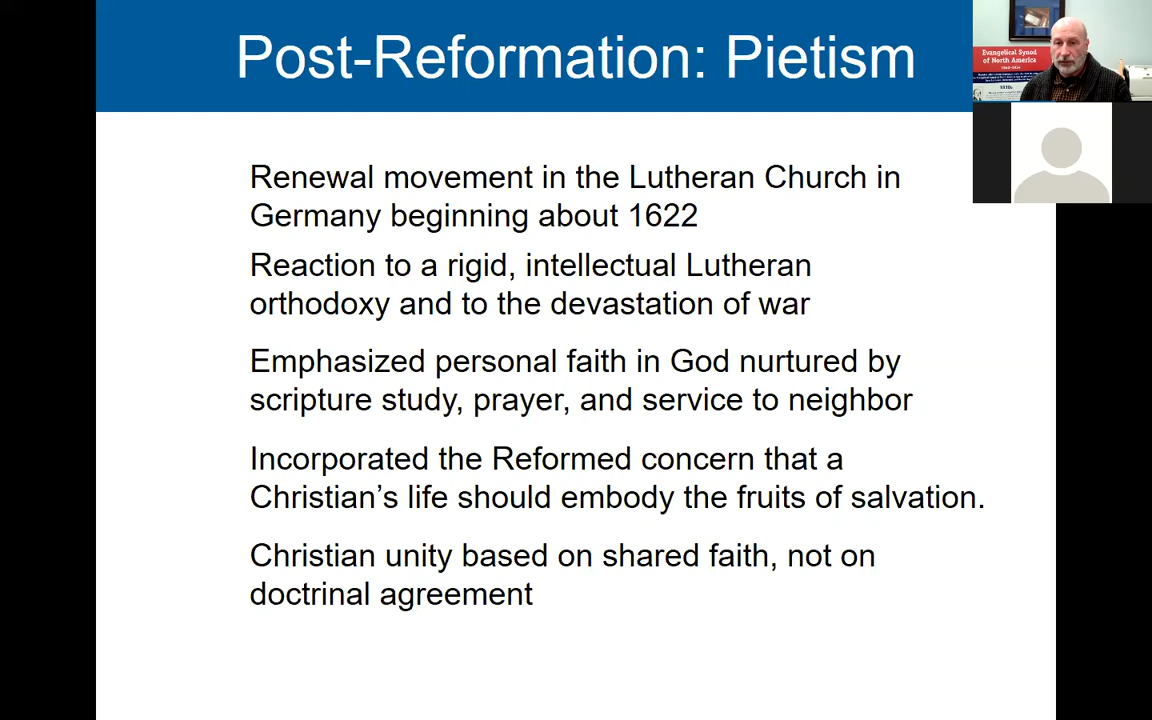 Post-Reformation: Pietism
Evangelical Synod
of North America
Renewal movement in the Lutheran Church in
Germany beginning about 1622
Reaction to a rigid, intellectual Lutheran
orthodoxy and to the devastation of war
Emphasized personal faith in God nurtured by
scripture study, prayer, and service to neighbor
Incorporated the Reformed concern that a
Christian’s life should embody the fruits of salvation.
Christian unity based on shared faith, not on
doctrinal agreement